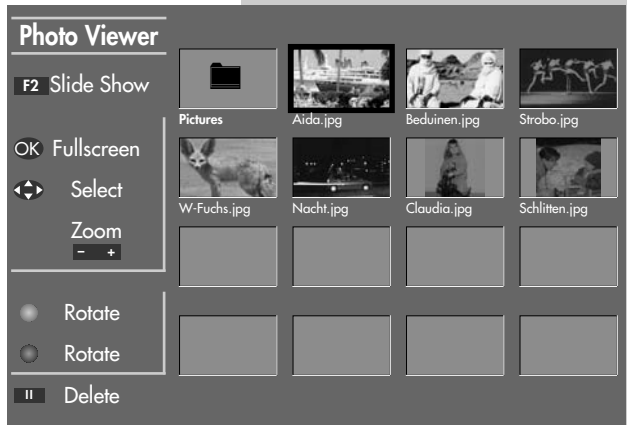 Photo Viewer
F2 Slide Show
OK Fullscreen
Select
Zoom
- +
Rotate
Rotate
II Delete
Pictures Aida.jpg Beduinen.jpg Strobo.jpg
W-Fuchs.jpg Nacht.jpg Claudia.jpg Schlitten.jpg